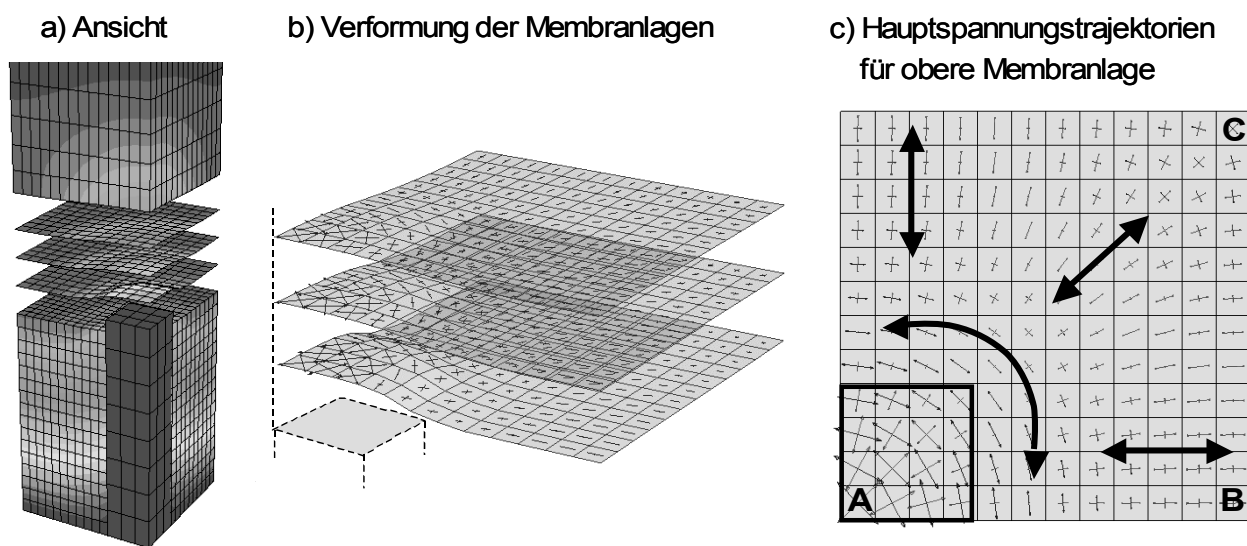 a) Ansicht
b) Verformung der Membranlagen
c) Hauptspannungstrajektorien
für obere Membranlage
C
A
B